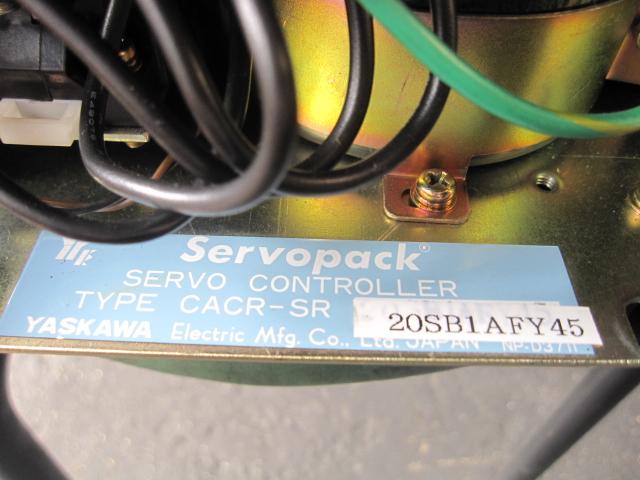 Servopack
SERVO CONTROLLER
TYPE CACR-SR 20SB1AFY45
YASKAWA Electric Mfg. Co., Ltd. JAPAN